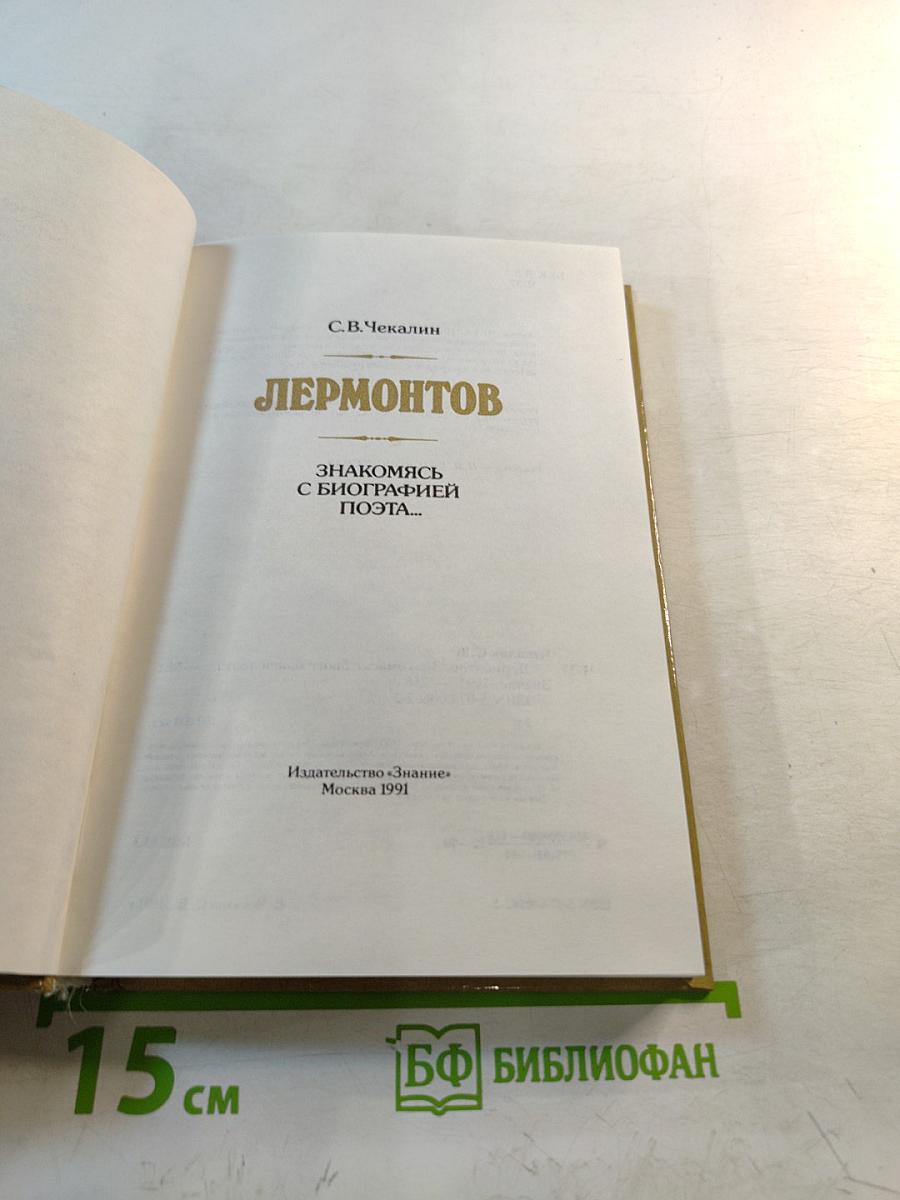 С.В.Чекалин
ЛЕРМОНТОВ
ЗНАКОМЯСЬ
С БИОГРАФИЕЙ
ПОЭТА...
Издательство «Знание»
Москва 1991
15 см
БФ БИБЛИОФАН